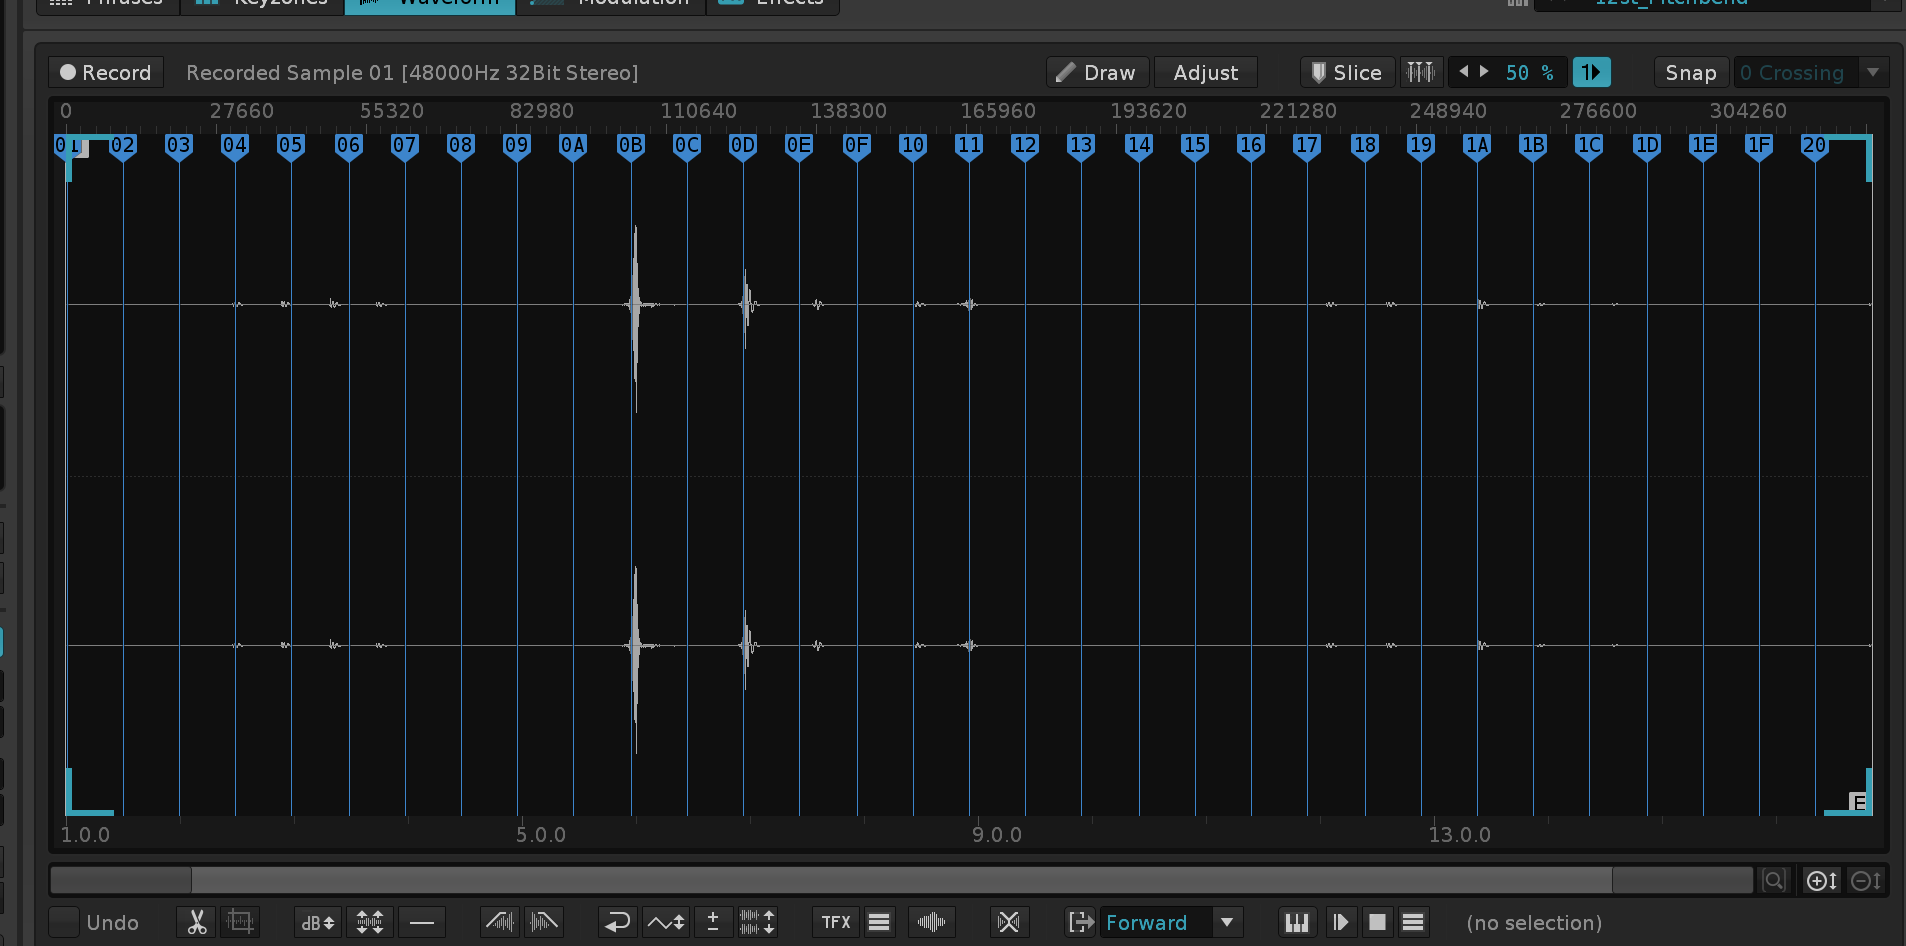 Phrases Keyzones Waveform Modulation Effects 12st_Pitchbend
Record Recorded Sample 01 [48000Hz 32Bit Stereo] Draw Adjust Slice 50 % 1 Snap 0 Crossing
0 27660 55320 82980 110640 138300 165960 193620 221280 248940 276600 304260
01 02 03 04 05 06 07 08 09 0A 0B 0C 0D 0E 0F 10 11 12 13 14 15 16 17 18 19 1A 1B 1C 1D 1E 1F 20
E
1.0.0 5.0.0 9.0.0 13.0.0
Undo dB TFX Forward (no selection)